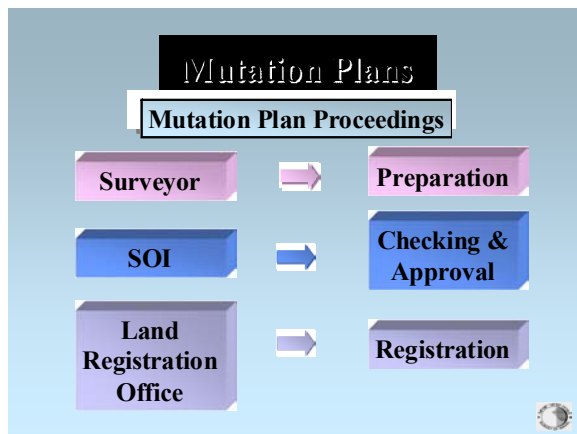 Mutation Plans
Mutation Plan Proceedings
Surveyor
Preparation
SOI
Checking &
Approval
Land
Registration
Office
Registration